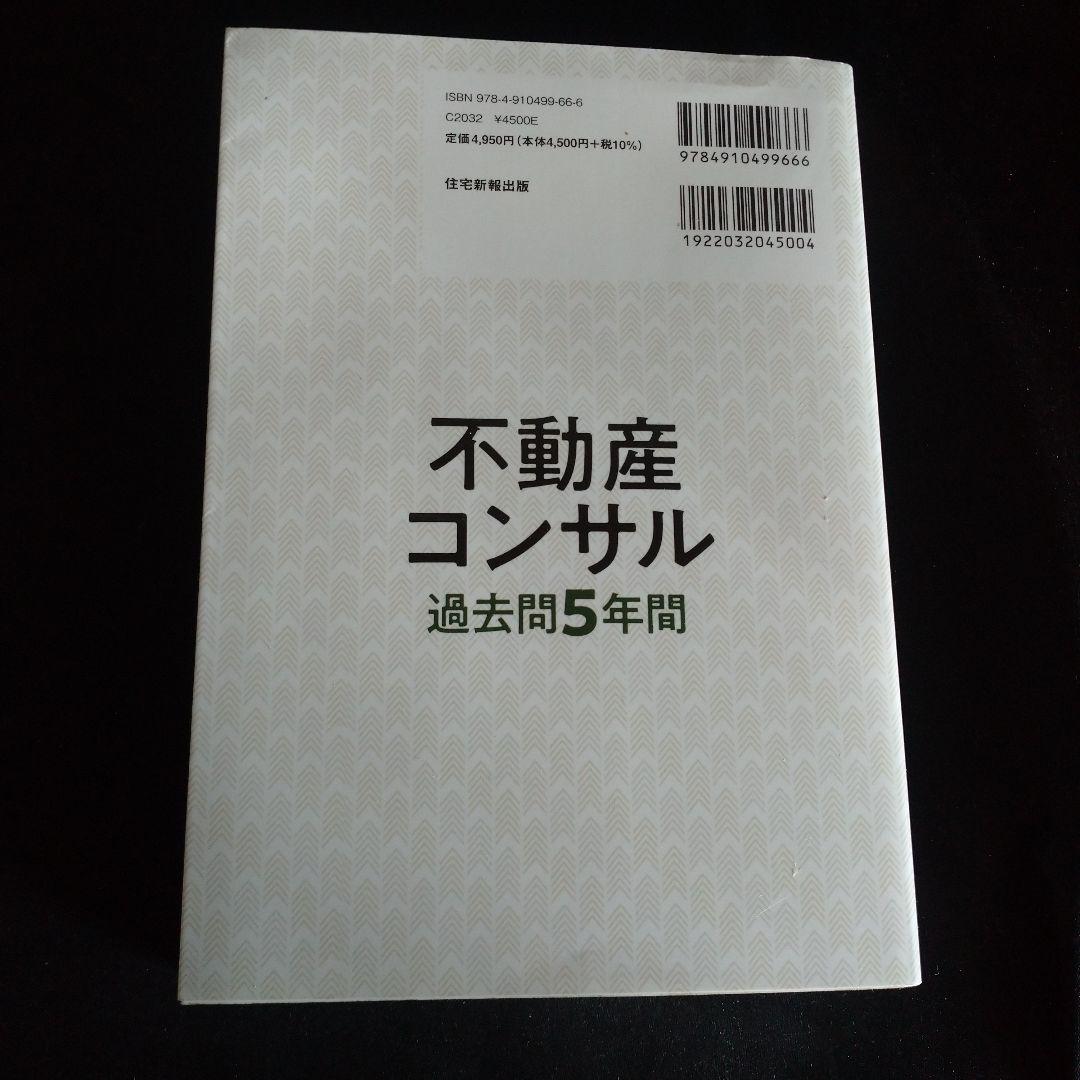 ISBN 978-4-910499-66-6
C2032 ¥4500E
定価4,950円(本体4,500円+税10%)
住宅新報出版
9784910499666
1922032045004
不動産
コンサル
過去問5年間